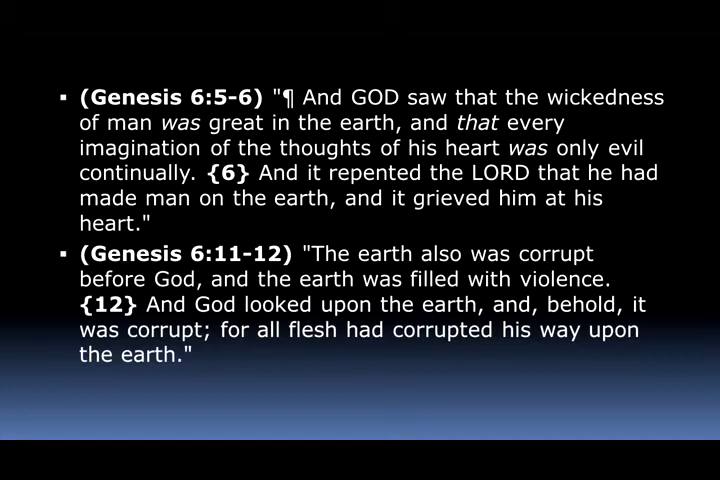 ▪ (Genesis 6:5-6) "¶ And GOD saw that the wickedness
of man was great in the earth, and that every
imagination of the thoughts of his heart was only evil
continually. {6} And it repented the LORD that he had
made man on the earth, and it grieved him at his
heart."
▪ (Genesis 6:11-12) "The earth also was corrupt
before God, and the earth was filled with violence.
{12} And God looked upon the earth, and, behold, it
was corrupt; for all flesh had corrupted his way upon
the earth."